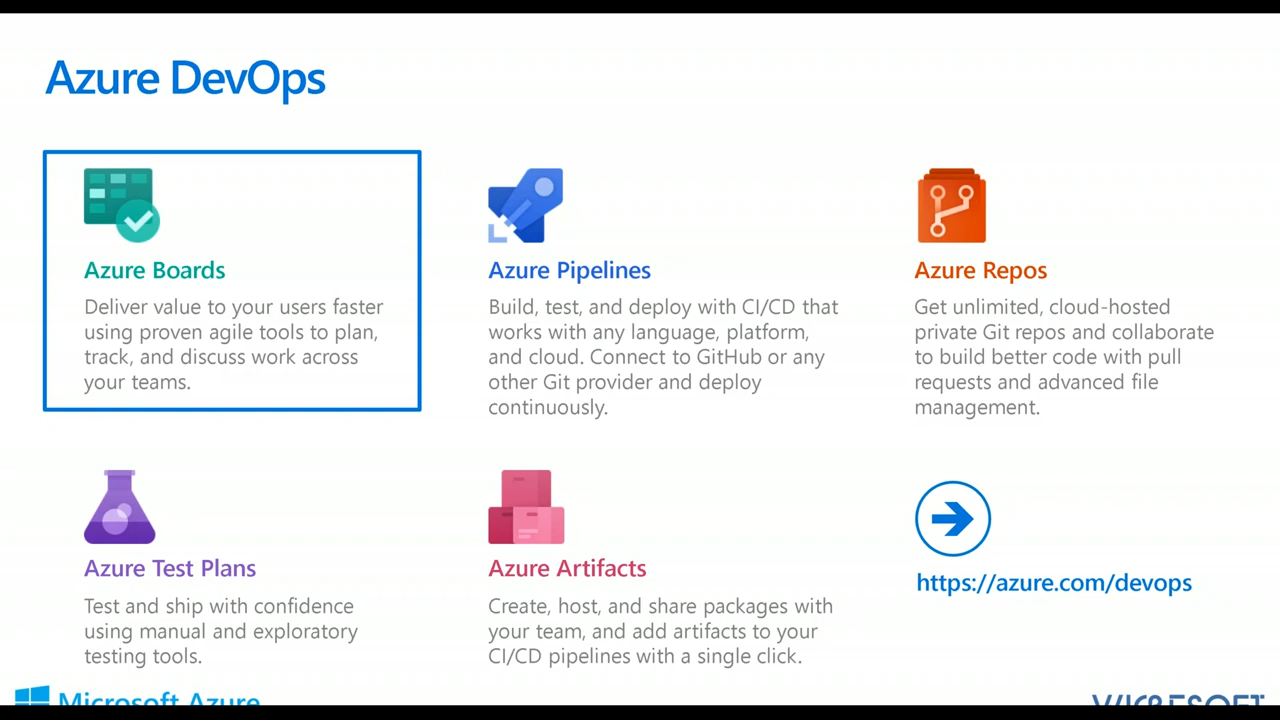 Azure DevOps
Azure Boards
Deliver value to your users faster
using proven agile tools to plan,
track, and discuss work across
your teams.
Azure Pipelines
Build, test, and deploy with CI/CD that
works with any language, platform,
and cloud. Connect to GitHub or any
other Git provider and deploy
continuously.
Azure Repos
Get unlimited, cloud-hosted
private Git repos and collaborate
to build better code with pull
requests and advanced file
management.
Azure Test Plans
Test and ship with confidence
using manual and exploratory
testing tools.
Azure Artifacts
Create, host, and share packages with
your team, and add artifacts to your
CI/CD pipelines with a single click.
https://azure.com/devops
Microsoft Azure
WICRESOFT